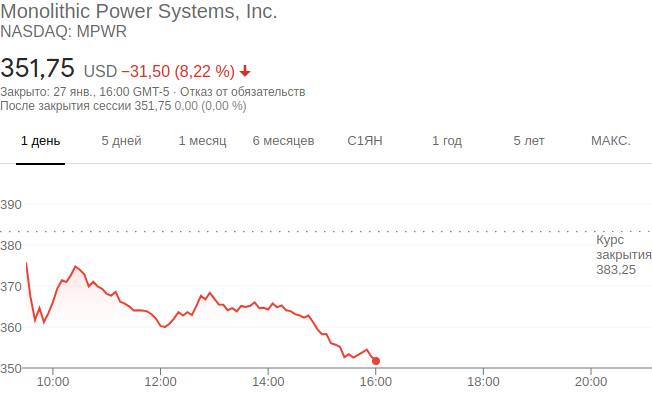 Monolithic Power Systems, Inc.
NASDAQ: MPWR
351,75 USD −31,50 (8,22 %)
Закрыто: 27 янв., 16:00 GMT-5 · Отказ от обязательств
После закрытия сессии 351,75 0,00 (0,00 %)
1 день 5 дней 1 месяц 6 месяцев С1ЯН 1 год 5 лет МАКС.
390
380
370
360
350
Курс
закрытия
383,25
10:00 12:00 14:00 16:00 18:00 20:00